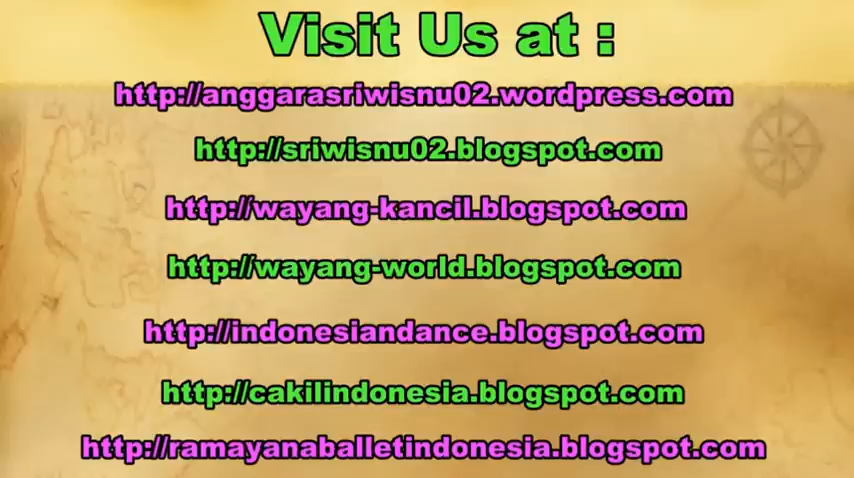 Visit Us at :
http://anggarasriwisnu02.wordpress.com
http://sriwisnu02.blogspot.com
http://wayang-kancil.blogspot.com
http://wayang-world.blogspot.com
http://indonesiandance.blogspot.com
http://cakilindonesia.blogspot.com
http://ramayanaballetindonesia.blogspot.com